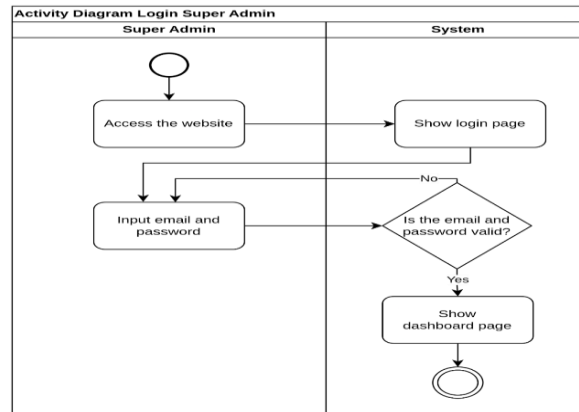 Activity Diagram Login Super Admin
Super Admin
System
Access the website
Show login page
No
Input email and
password
Is the email and
password valid?
Yes
Show
dashboard page